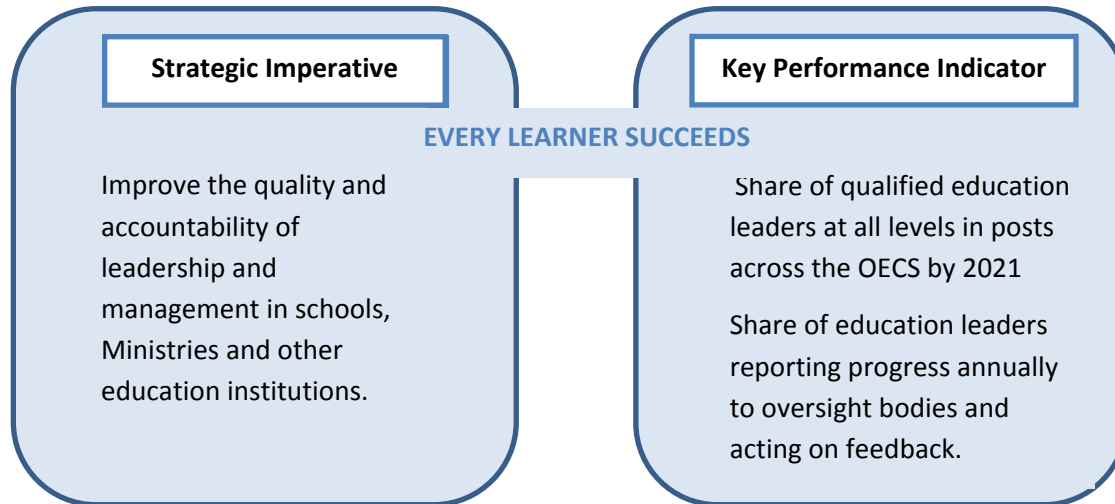 Strategic Imperative
Key Performance Indicator
EVERY LEARNER SUCCEEDS
Improve the quality and
accountability of
leadership and
management in schools,
Ministries and other
education institutions.
Share of qualified education
leaders at all levels in posts
across the OECS by 2021
Share of education leaders
reporting progress annually
to oversight bodies and
acting on feedback.